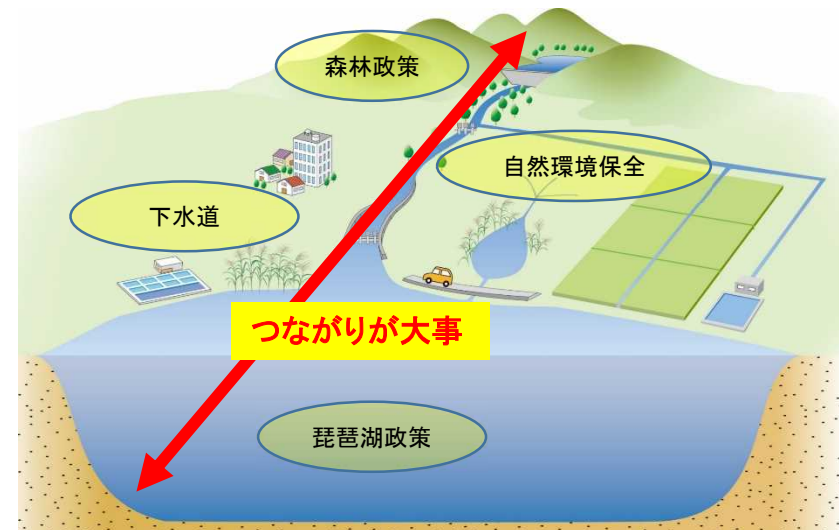 森林政策
自然環境保全
下水道
つながりが大事
琵琶湖政策